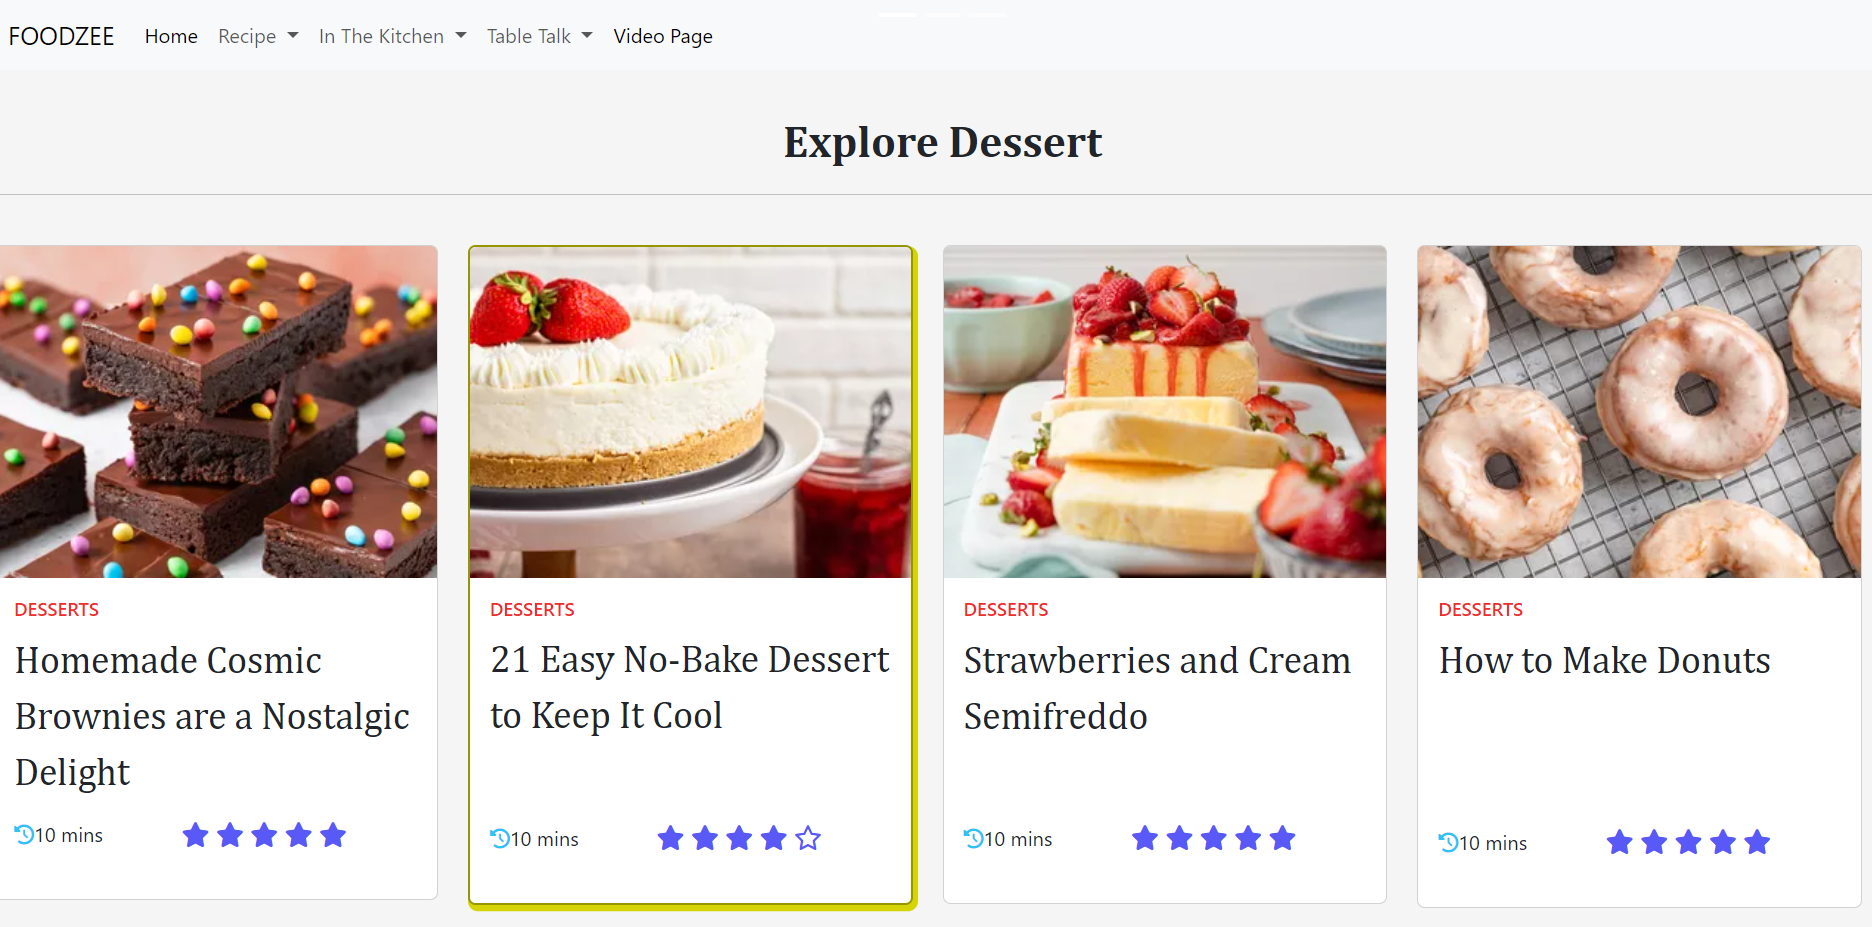 FOODZEE Home Recipe In The Kitchen Table Talk Video Page
Explore Dessert
DESSERTS
Homemade Cosmic
Brownies are a Nostalgic
Delight
10 mins
DESSERTS
21 Easy No-Bake Dessert
to Keep It Cool
10 mins
DESSERTS
Strawberries and Cream
Semifreddo
10 mins
DESSERTS
How to Make Donuts
10 mins